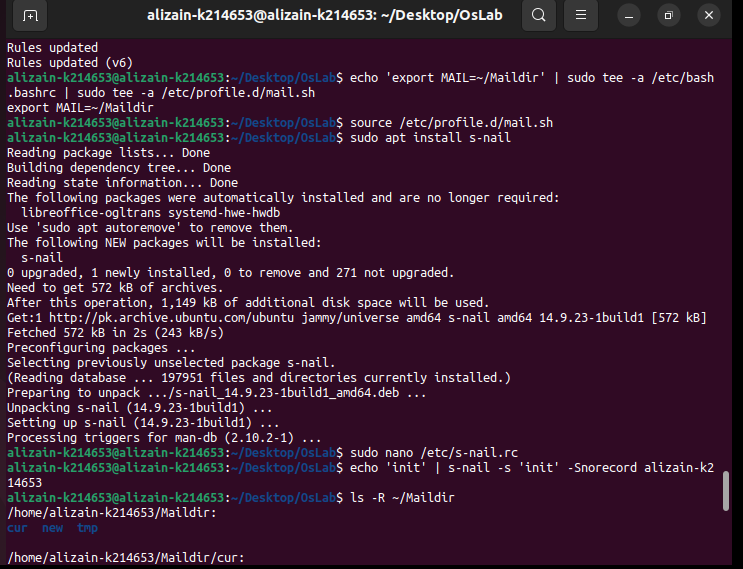 alizain-k214653@alizain-k214653: ~/Desktop/OsLab
Rules updated
Rules updated (v6)
alizain-k214653@alizain-k214653:~/Desktop/OsLab$ echo 'export MAIL=~/Maildir' | sudo tee -a /etc/bash
.bashrc | sudo tee -a /etc/profile.d/mail.sh
export MAIL=~/Maildir
alizain-k214653@alizain-k214653:~/Desktop/OsLab$ source /etc/profile.d/mail.sh
alizain-k214653@alizain-k214653:~/Desktop/OsLab$ sudo apt install s-nail
Reading package lists... Done
Building dependency tree... Done
Reading state information... Done
The following packages were automatically installed and are no longer required:
  libreoffice-ogltrans systemd-hwe-hwdb
Use 'sudo apt autoremove' to remove them.
The following NEW packages will be installed:
  s-nail
0 upgraded, 1 newly installed, 0 to remove and 271 not upgraded.
Need to get 572 kB of archives.
After this operation, 1,149 kB of additional disk space will be used.
Get:1 http://pk.archive.ubuntu.com/ubuntu jammy/universe amd64 s-nail amd64 14.9.23-1build1 [572 kB]
Fetched 572 kB in 2s (243 kB/s)
Preconfiguring packages ...
Selecting previously unselected package s-nail.
(Reading database ... 197951 files and directories currently installed.)
Preparing to unpack .../s-nail_14.9.23-1build1_amd64.deb ...
Unpacking s-nail (14.9.23-1build1) ...
Setting up s-nail (14.9.23-1build1) ...
Processing triggers for man-db (2.10.2-1) ...
alizain-k214653@alizain-k214653:~/Desktop/OsLab$ sudo nano /etc/s-nail.rc
alizain-k214653@alizain-k214653:~/Desktop/OsLab$ echo 'init' | s-nail -s 'init' -Snorecord alizain-k2
14653
alizain-k214653@alizain-k214653:~/Desktop/OsLab$ ls -R ~/Maildir
/home/alizain-k214653/Maildir:
cur  new  tmp
/home/alizain-k214653/Maildir/cur: